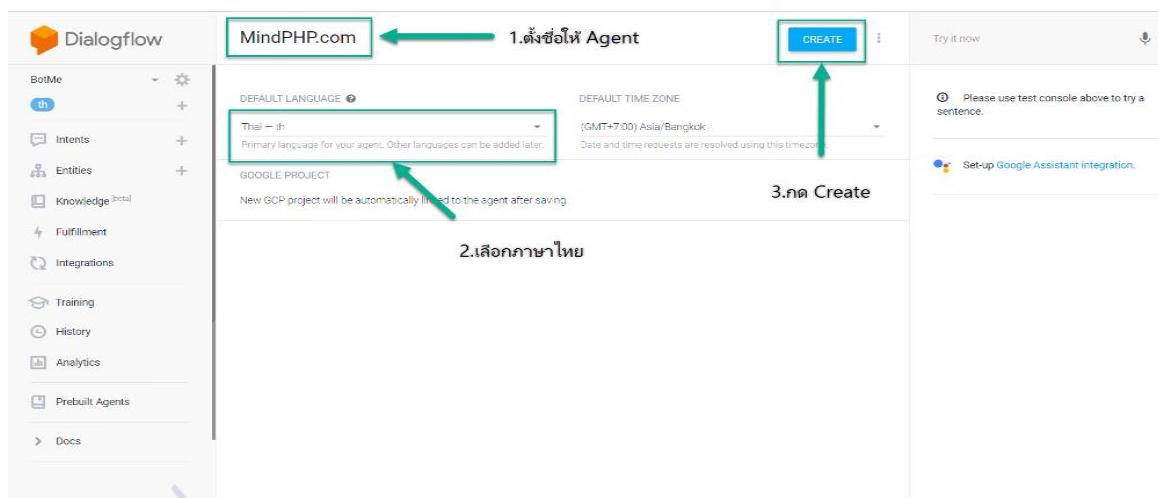 Dialogflow
MindPHP.com
1.ตั้งชื่อให้ Agent
CREATE
Try it now
BotMe
th
DEFAULT LANGUAGE
DEFAULT TIME ZONE
Please use test console above to try a
sentence.
Thai — th
(GMT+7:00) Asia/Bangkok
Primary language for your agent. Other languages can be added later.
Date and time requests are resolved using this timezone.
Intents
Entities
Knowledge [beta]
Fulfillment
Integrations
Training
History
Analytics
Prebuilt Agents
Docs
GOOGLE PROJECT
New GCP project will be automatically linked to the agent after saving
Set-up Google Assistant integration.
3.กด Create
2.เลือกภาษาไทย